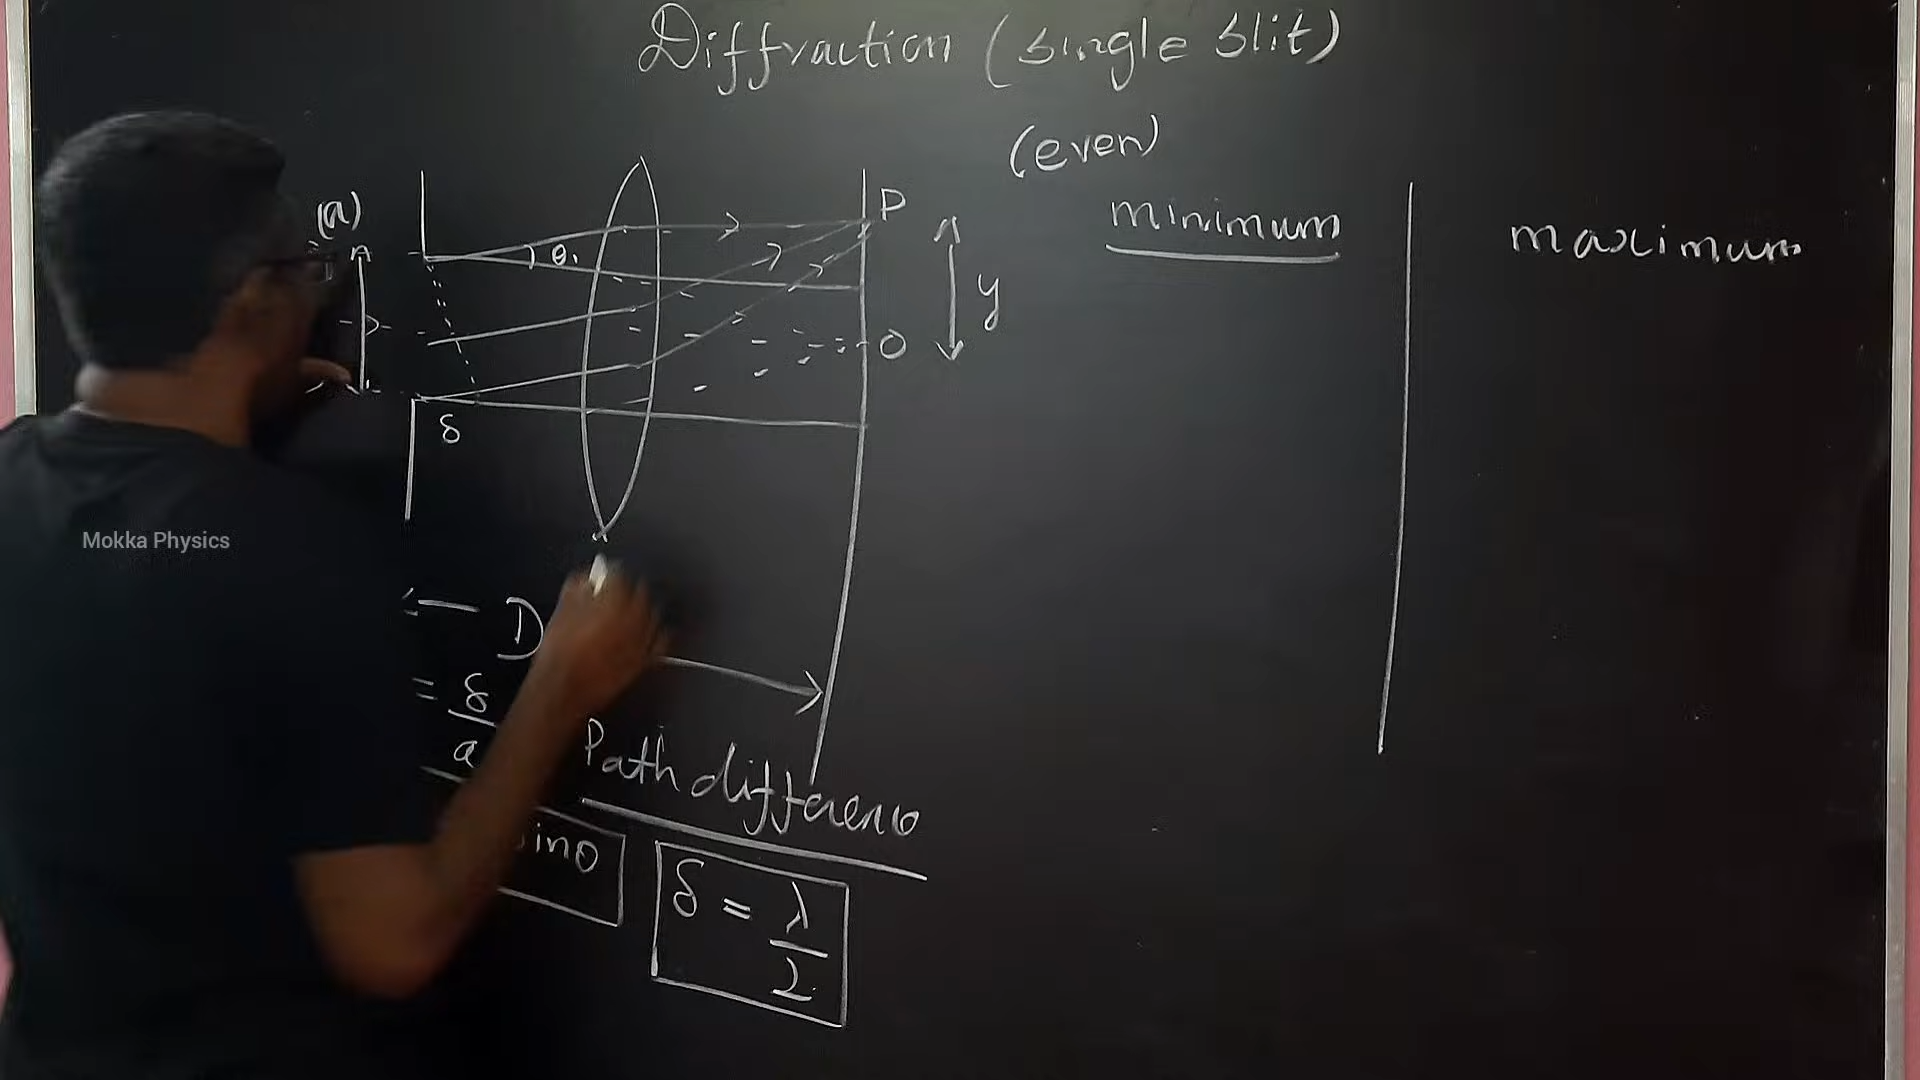 Diffraction (single slit)
(even)
minimum
maximum
(a)
P
θ,
y
O
δ
Mokka Physics
D
= δ/a
Path difference
sinθ
δ = λ/2